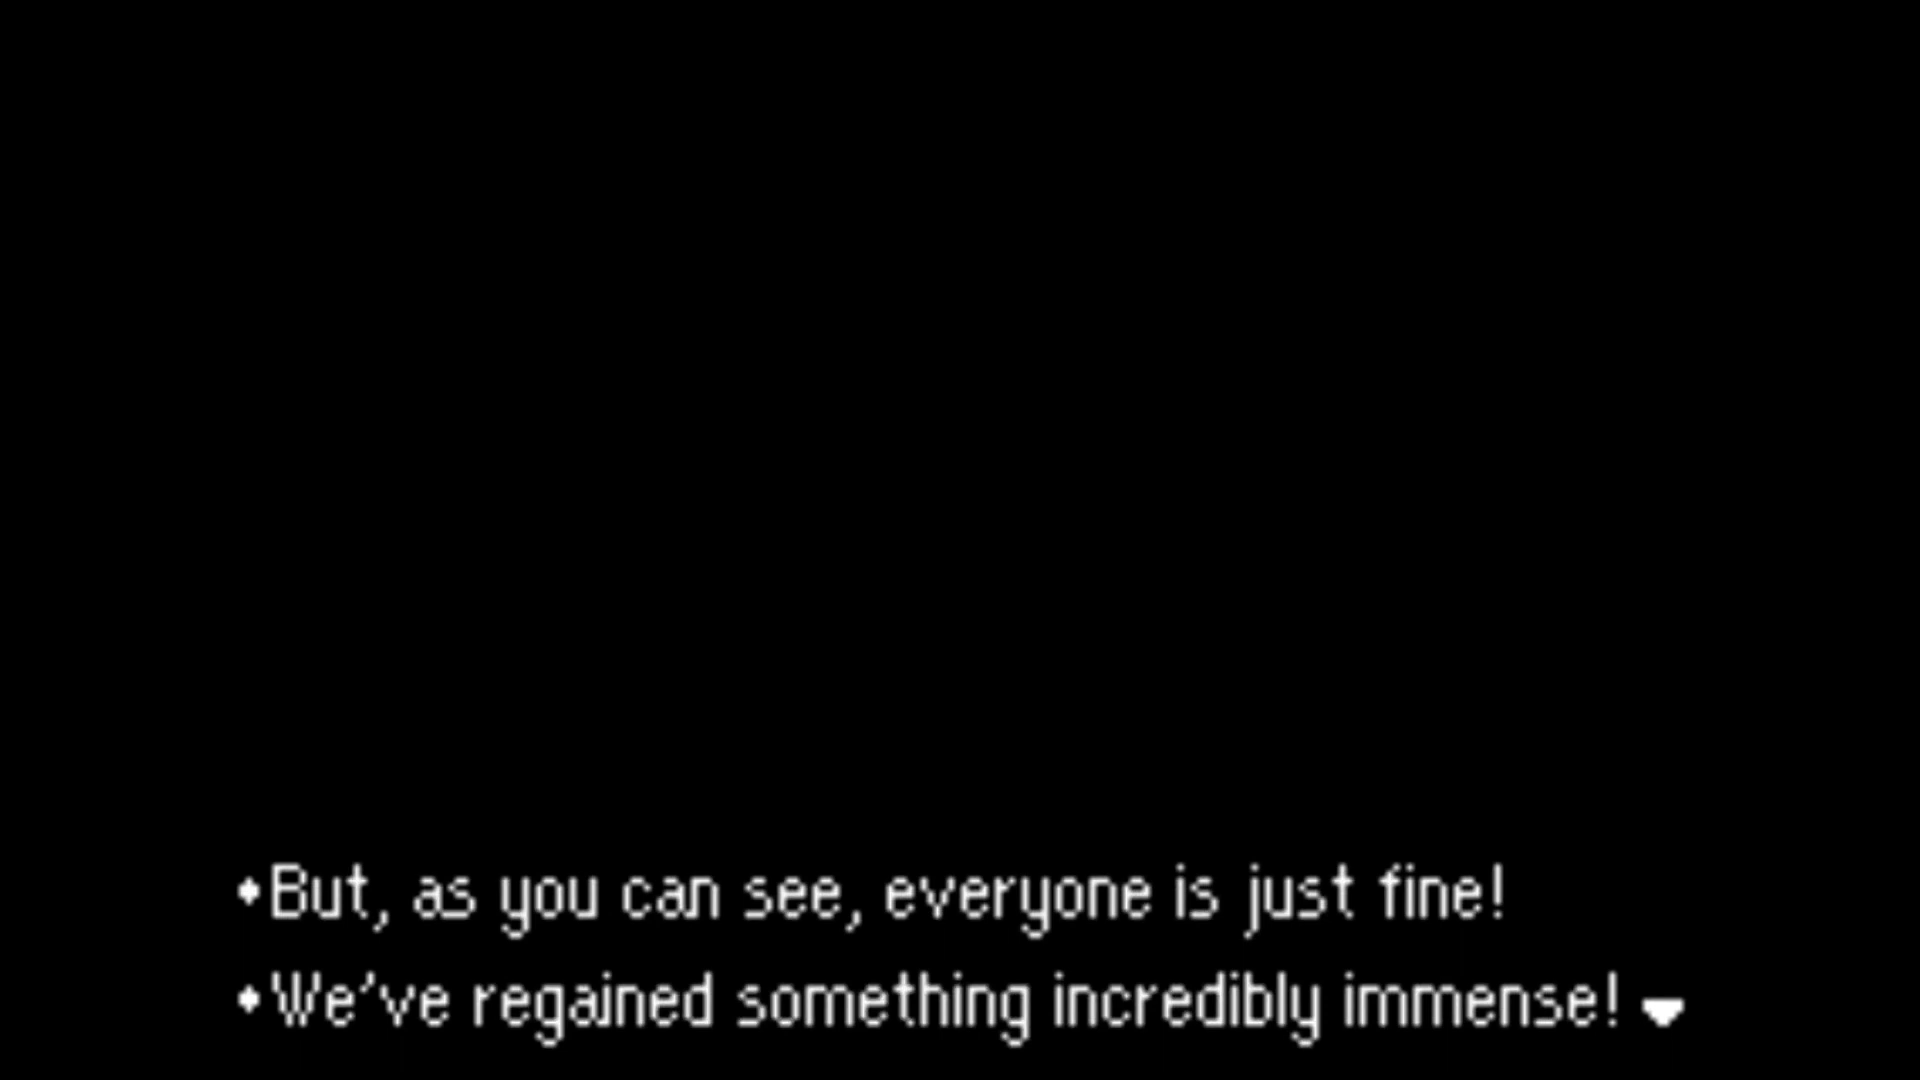 •But, as you can see, everyone is just fine!
•We've regained something incredibly immense!